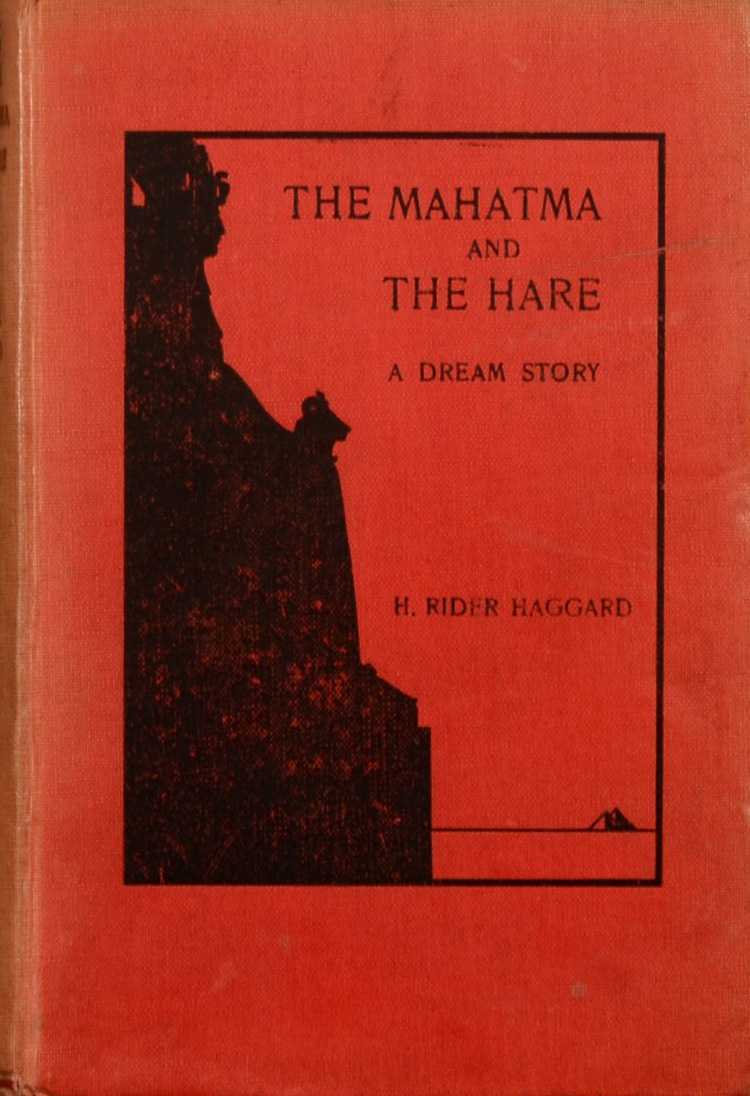 THE MAHATMA
AND
THE HARE
A DREAM STORY
H. RIDER HAGGARD